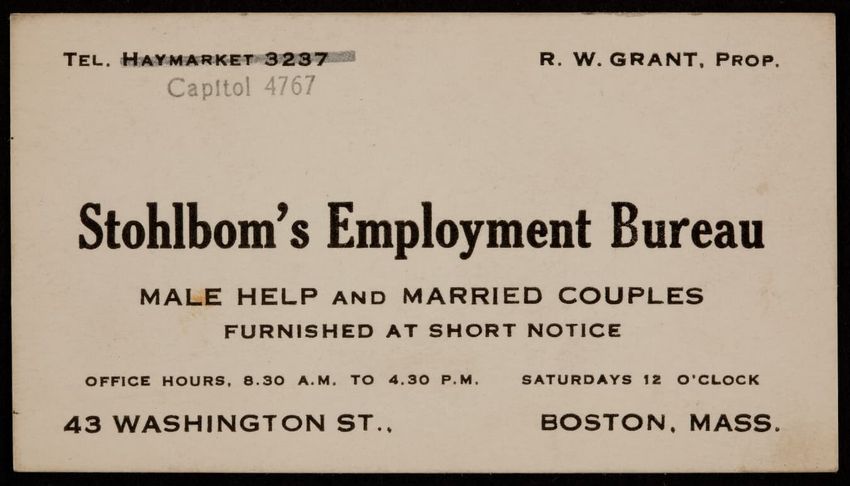 TEL. HAYMARKET 3237
Capitol 4767
R. W. GRANT, PROP.
Stohlbom's Employment Bureau
MALE HELP AND MARRIED COUPLES
FURNISHED AT SHORT NOTICE
OFFICE HOURS, 8.30 A.M. TO 4.30 P.M. SATURDAYS 12 O'CLOCK
43 WASHINGTON ST., BOSTON, MASS.